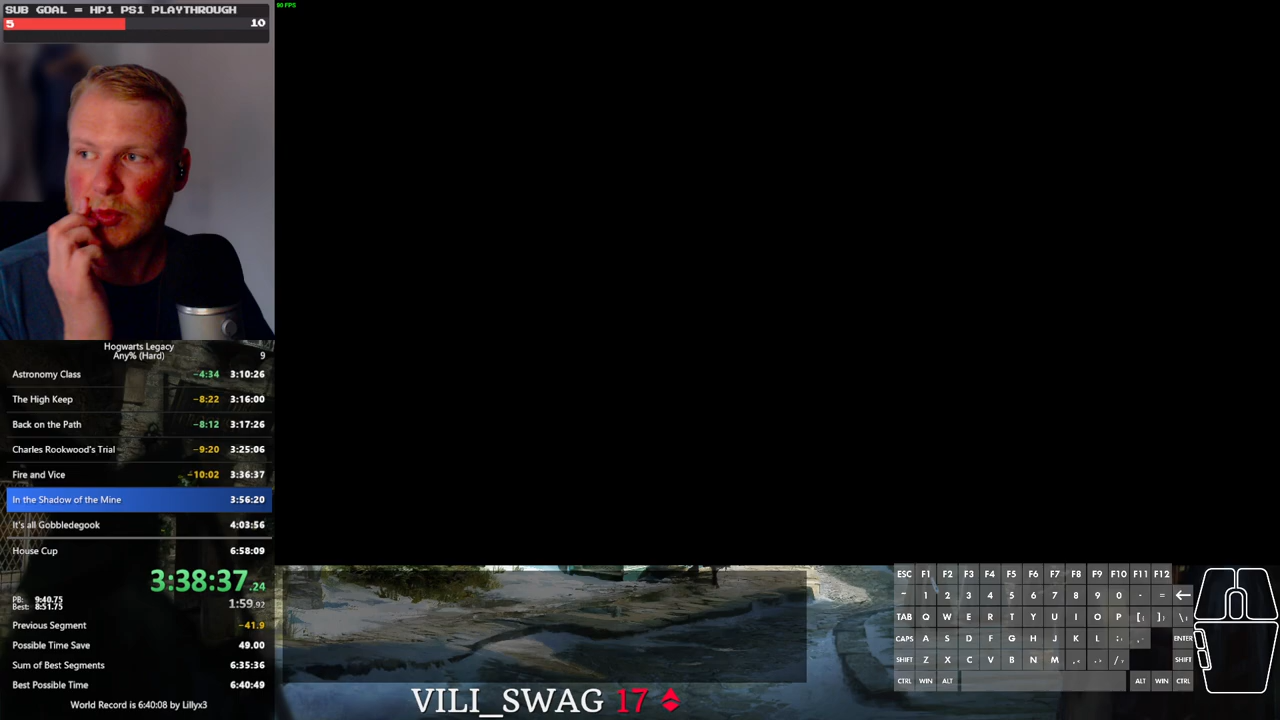 SUB GOAL = HP1 PS1 PLAYTHROUGH
5 10
90 FPS
Hogwarts Legacy
Any% (Hard) 9
Astronomy Class -4:34 3:10:26
The High Keep -8:22 3:16:00
Back on the Path -8:12 3:17:26
Charles Rookwood's Trial -9:20 3:25:06
Fire and Vice -10:02 3:36:37
In the Shadow of the Mine 3:56:20
It's all Gobbledegook 4:03:56
House Cup 6:58:09
3:38:37.24
PB: 9:40.75
Best: 8:51.75
1:59.92
Previous Segment -41.9
Possible Time Save 49.00
Sum of Best Segments 6:35:36
Best Possible Time 6:40:49
World Record is 6:40:08 by Lillyx3
VILI_SWAG 17
ESC F1 F2 F3 F4 F5 F6 F7 F8 F9 F10 F11 F12
~ 1 2 3 4 5 6 7 8 9 0 - =
TAB Q W E R T Y U I O P [{ ]} \|
CAPS A S D F G H J K L ;: ENTER
SHIFT Z X C V B N M ,< .> /? SHIFT
CTRL WIN ALT ALT WIN CTRL